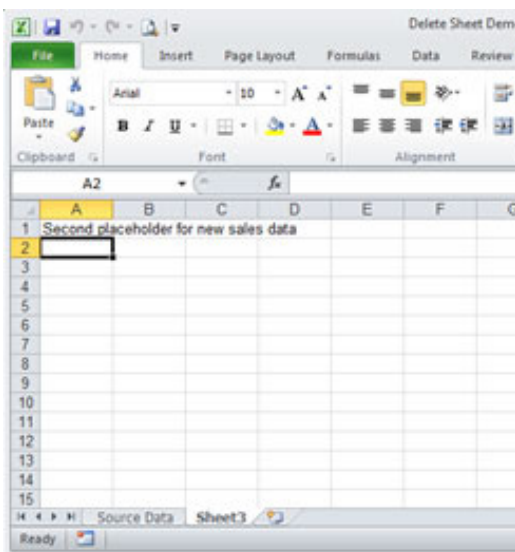 Delete Sheet Dem
File Home Insert Page Layout Formulas Data Review
Paste
Arial 10 A A
B I U A
Clipboard Font Alignment
A2 fx
A B C D E F
1 Second placeholder for new sales data
2
3
4
5
6
7
8
9
10
11
12
13
14
15
Source Data Sheet3
Ready